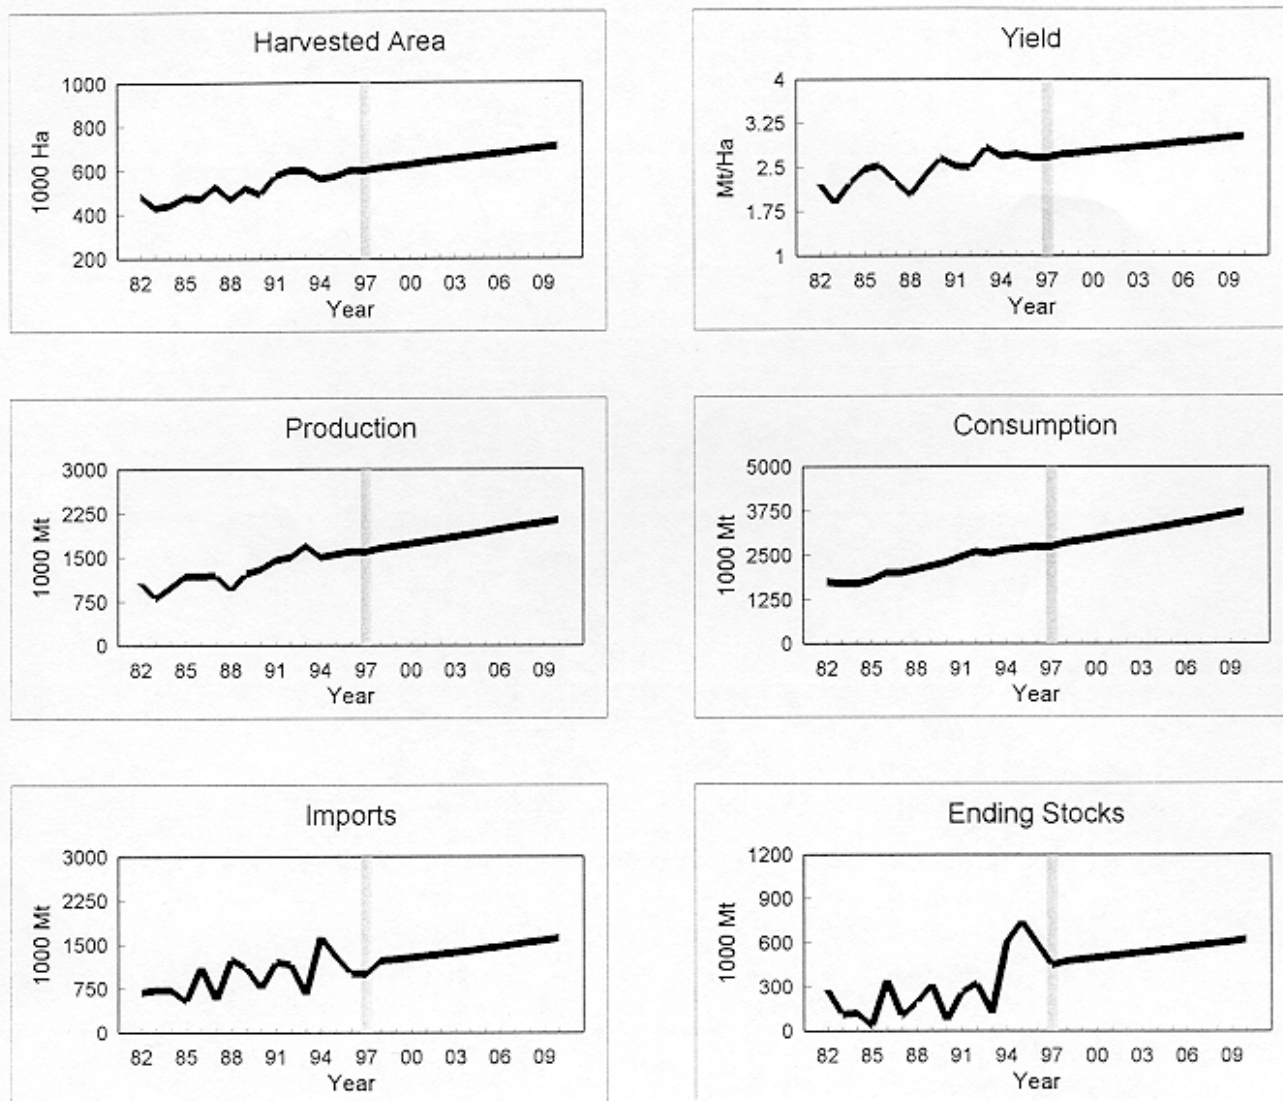 Harvested Area
1000 Ha
1000
800
600
400
200
82 85 88 91 94 97 00 03 06 09
Year
Yield
Mt/Ha
4
3.25
2.5
1.75
1
82 85 88 91 94 97 00 03 06 09
Year
Production
1000 Mt
3000
2250
1500
750
0
82 85 88 91 94 97 00 03 06 09
Year
Consumption
1000 Mt
5000
3750
2500
1250
0
82 85 88 91 94 97 00 03 06 09
Year
Imports
1000 Mt
3000
2250
1500
750
0
82 85 88 91 94 97 00 03 06 09
Year
Ending Stocks
1000 Mt
1200
900
600
300
0
82 85 88 91 94 97 00 03 06 09
Year